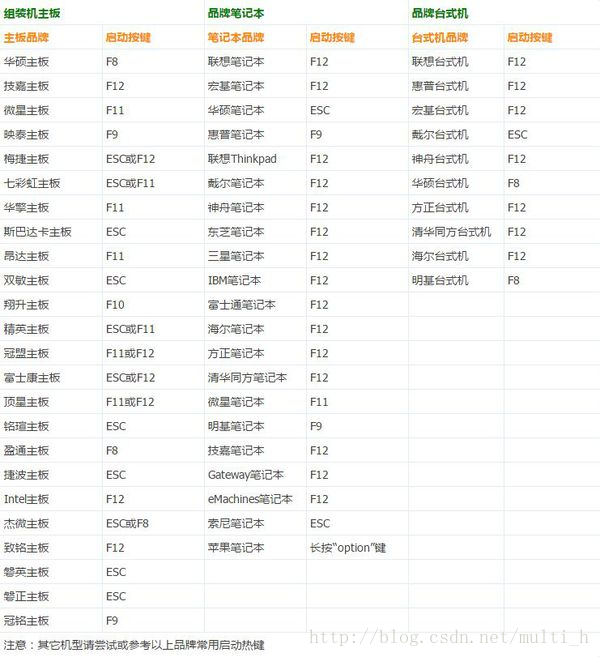 组装机主板 品牌笔记本 品牌台式机
主板品牌 启动按键 笔记本品牌 启动按键 台式机品牌 启动按键
华硕主板 F8 联想笔记本 F12 联想台式机 F12
技嘉主板 F12 宏基笔记本 F12 惠普台式机 F12
微星主板 F11 华硕笔记本 ESC 宏基台式机 F12
映泰主板 F9 惠普笔记本 F9 戴尔台式机 ESC
梅捷主板 ESC或F12 联想Thinkpad F12 神舟台式机 F12
七彩虹主板 ESC或F11 戴尔笔记本 F12 华硕台式机 F8
华擎主板 F11 神舟笔记本 F12 方正台式机 F12
斯巴达卡主板 ESC 东芝笔记本 F12 清华同方台式机 F12
昂达主板 F11 三星笔记本 F12 海尔台式机 F12
双敏主板 ESC IBM笔记本 F12 明基台式机 F8
翔升主板 F10 富士通笔记本 F12
精英主板 ESC或F11 海尔笔记本 F12
冠盟主板 F11或F12 方正笔记本 F12
富士康主板 ESC或F12 清华同方笔记本 F12
顶星主板 F11或F12 微星笔记本 F11
铭瑄主板 ESC 明基笔记本 F9
盈通主板 F8 技嘉笔记本 F12
捷波主板 ESC Gateway笔记本 F12
Intel主板 F12 eMachines笔记本 F12
杰微主板 ESC或F8 索尼笔记本 ESC
致铭主板 F12 苹果笔记本 长按“option”键
磐英主板 ESC
磐正主板 ESC
冠铭主板 F9
注意：其它机型请尝试或参考以上品牌常用启动热键
http://blog.csdn.net/multi_h